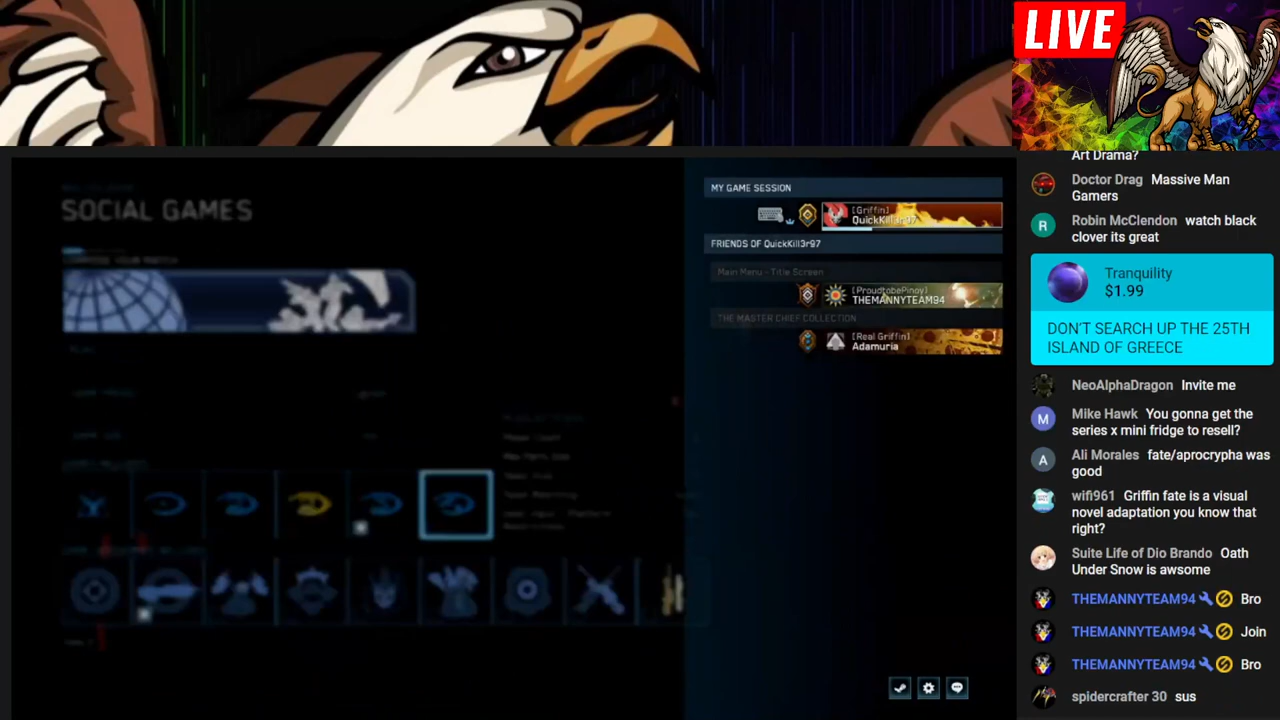 LIVE
Art Drama?
Doctor Drag Massive Man
Gamers
Robin McClendon watch black
clover its great
Tranquility
$1.99
DON'T SEARCH UP THE 25TH
ISLAND OF GREECE
NeoAlphaDragon Invite me
Mike Hawk You gonna get the
series x mini fridge to resell?
Ali Morales fate/aprocrypha was
good
wifi961 Griffin fate is a visual
novel adaptation you know that
right?
Suite Life of Dio Brando Oath
Under Snow is awsome
THEMANNYTEAM94 Bro
THEMANNYTEAM94 Join
THEMANNYTEAM94 Bro
spidercrafter 30 sus
SOCIAL GAMES
MY GAME SESSION
[Griffin]
QuickKill3r97
FRIENDS OF QuickKill3r97
Main Menu - Title Screen
[ProudtobePinoy]
THEMANNYTEAM94
THE MASTER CHIEF COLLECTION
[Real Griffin]
Adamuria